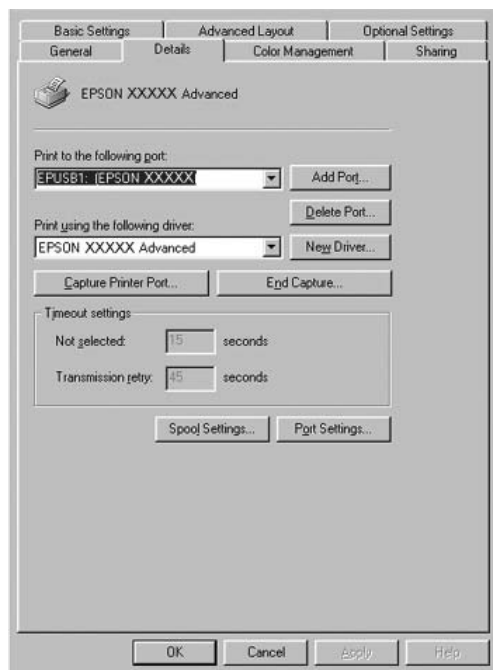 Basic Settings Advanced Layout Optional Settings
General Details Color Management Sharing
EPSON XXXXX Advanced
Print to the following port:
EPUSB1: (EPSON XXXXX Add Port...
Delete Port...
Print using the following driver:
EPSON XXXXX Advanced New Driver...
Capture Printer Port... End Capture...
Timeout settings
Not selected: 15 seconds
Transmission retry: 45 seconds
Spool Settings... Port Settings...
OK Cancel Apply Help